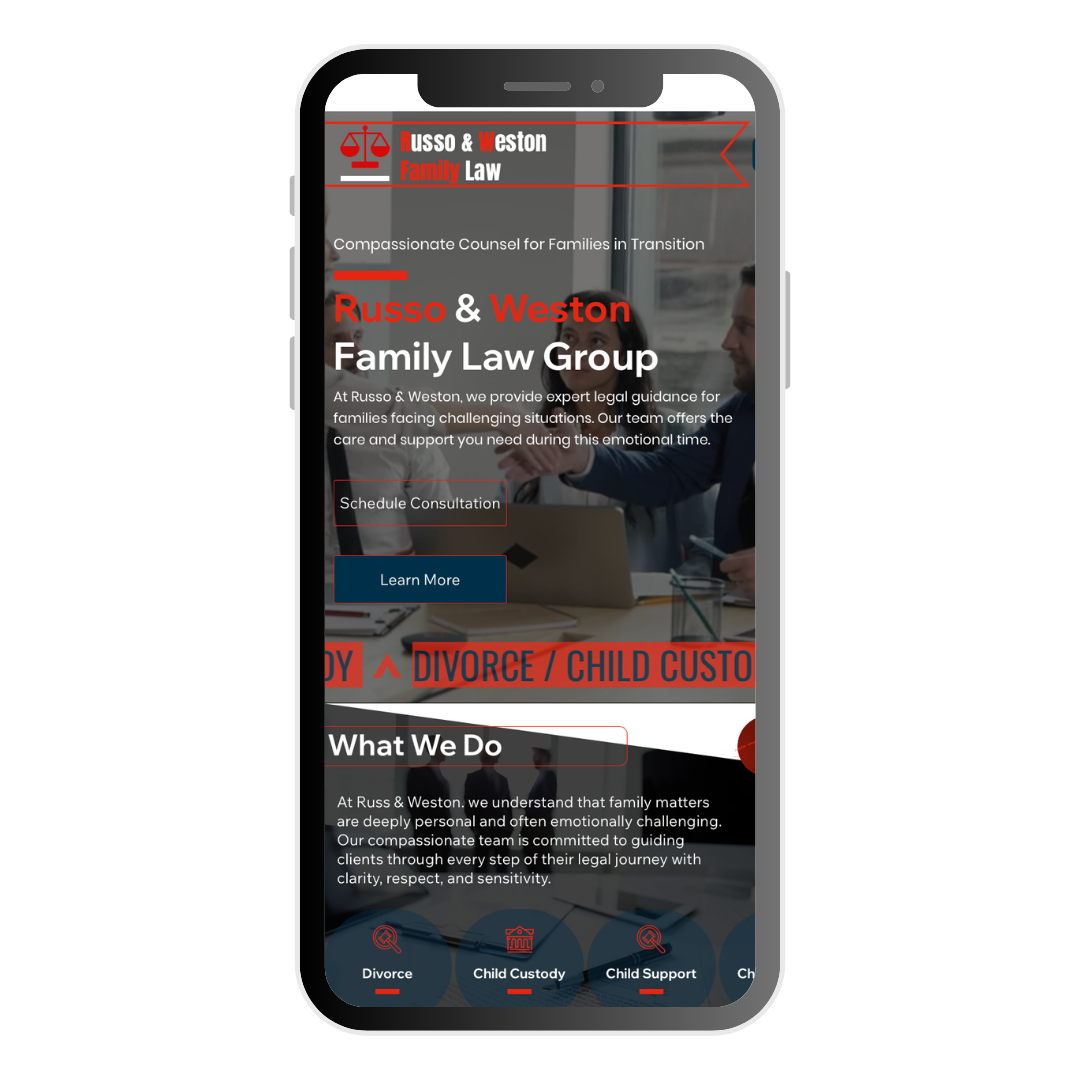 Russo & Weston
Family Law
Compassionate Counsel for Families in Transition
Russo & Weston
Family Law Group
At Russo & Weston, we provide expert legal guidance for
families facing challenging situations. Our team offers the
care and support you need during this emotional time.
Schedule Consultation
Learn More
DY DIVORCE / CHILD CUSTO
What We Do
At Russ & Weston. we understand that family matters
are deeply personal and often emotionally challenging.
Our compassionate team is committed to guiding
clients through every step of their legal journey with
clarity, respect, and sensitivity.
Divorce Child Custody Child Support Ch